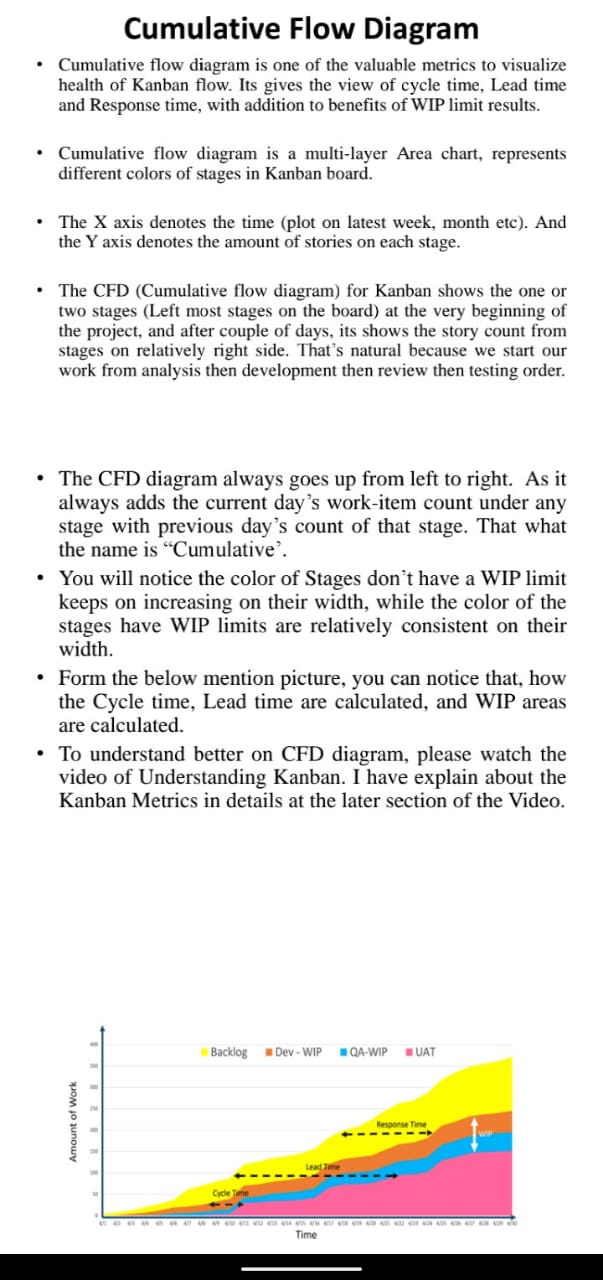 Cumulative Flow Diagram
• Cumulative flow diagram is one of the valuable metrics to visualize
health of Kanban flow. Its gives the view of cycle time, Lead time
and Response time, with addition to benefits of WIP limit results.
• Cumulative flow diagram is a multi-layer Area chart, represents
different colors of stages in Kanban board.
• The X axis denotes the time (plot on latest week, month etc). And
the Y axis denotes the amount of stories on each stage.
• The CFD (Cumulative flow diagram) for Kanban shows the one or
two stages (Left most stages on the board) at the very beginning of
the project, and after couple of days, its shows the story count from
stages on relatively right side. That's natural because we start our
work from analysis then development then review then testing order.
• The CFD diagram always goes up from left to right. As it
always adds the current day's work-item count under any
stage with previous day's count of that stage. That what
the name is “Cumulative’.
• You will notice the color of Stages don't have a WIP limit
keeps on increasing on their width, while the color of the
stages have WIP limits are relatively consistent on their
width.
• Form the below mention picture, you can notice that, how
the Cycle time, Lead time are calculated, and WIP areas
are calculated.
• To understand better on CFD diagram, please watch the
video of Understanding Kanban. I have explain about the
Kanban Metrics in details at the later section of the Video.
Backlog Dev - WIP QA-WIP UAT
Amount of Work
400
350
300
250
200
150
100
50
0
Response Time
WIP
Lead Time
Cycle Time
Time